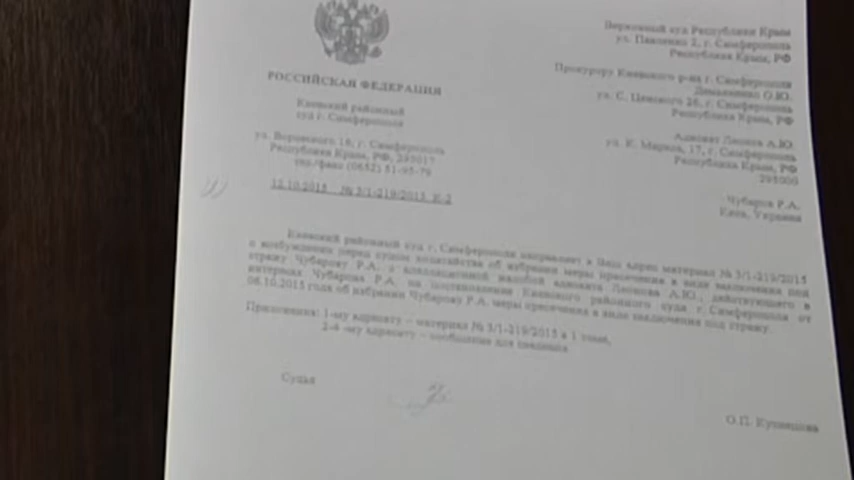 РОССИЙСКАЯ ФЕДЕРАЦИЯ
Киевский районный
суд г. Симферополя
ул. Воровского 16, г. Симферополь
Республика Крым, РФ, 295017
тел./факс (0652) 51-95-79
12.10.2015 № 3/1-219/2015
Верховный суд Республики Крым
ул. Павленко 2, г. Симферополь
Республика Крым, РФ
Прокурору Киевского р-на г. Симферополя
О.Ю.
ул. С. Ценского 26, г. Симферополь
Республика Крым, РФ
Адвокат А.Ю.
ул. К. Маркса, 17, г. Симферополь
Республика Крым, РФ
295000
Чубаров Р.А.
Киев, Украина
Киевский районный суд г. Симферополя направляет в Ваш адрес материал № 3/1-219/2015
о возбуждении перед судом ходатайства об избрании меры пресечения в виде заключения под
стражу Чубарову Р.А. с апелляционной жалобой адвоката А.Ю., действующего в
интересах Чубарова Р.А. на постановление Киевского районного суда г. Симферополя от
06.10.2015 года об избрании Чубарову Р.А. меры пресечения в виде заключения под стражу.
Приложения: 1-му адресату – материал № 3/1-219/2015 в 1 томе,
2-4 -му адресату – сообщение для сведения
Судья
О.П. Кузнецова